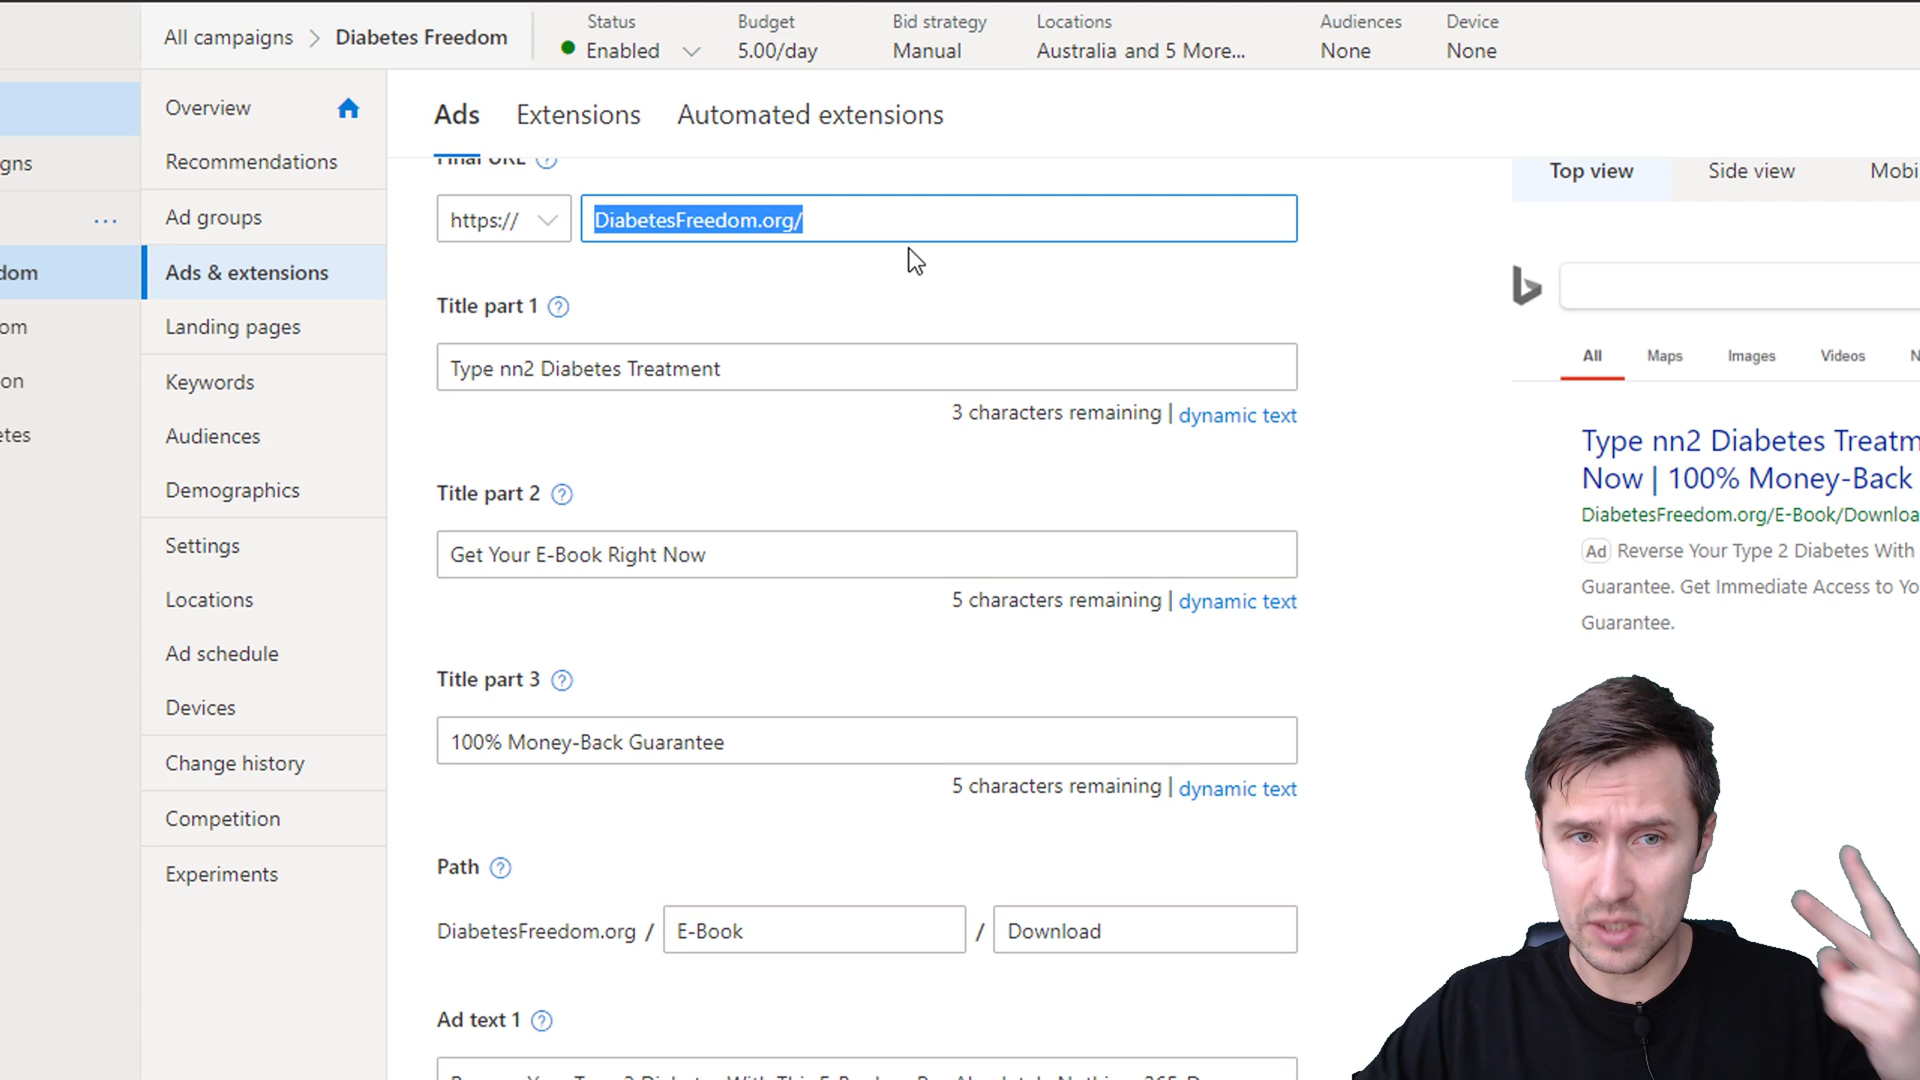 All campaigns > Diabetes Freedom
Status
Enabled
Budget
5.00/day
Bid strategy
Manual
Locations
Australia and 5 More...
Audiences
None
Device
None
gns
...
dom
om
on
etes
Overview
Recommendations
Ad groups
Ads & extensions
Landing pages
Keywords
Audiences
Demographics
Settings
Locations
Ad schedule
Devices
Change history
Competition
Experiments
Ads Extensions Automated extensions
Final URL ?
https:// DiabetesFreedom.org/
Title part 1 ?
Type nn2 Diabetes Treatment
3 characters remaining | dynamic text
Title part 2 ?
Get Your E-Book Right Now
5 characters remaining | dynamic text
Title part 3 ?
100% Money-Back Guarantee
5 characters remaining | dynamic text
Path ?
DiabetesFreedom.org / E-Book / Download
Ad text 1 ?
Top view Side view Mobi
All Maps Images Videos N
Type nn2 Diabetes Treatm
Now | 100% Money-Back
DiabetesFreedom.org/E-Book/Downloa
Ad Reverse Your Type 2 Diabetes With
Guarantee. Get Immediate Access to Yo
Guarantee.